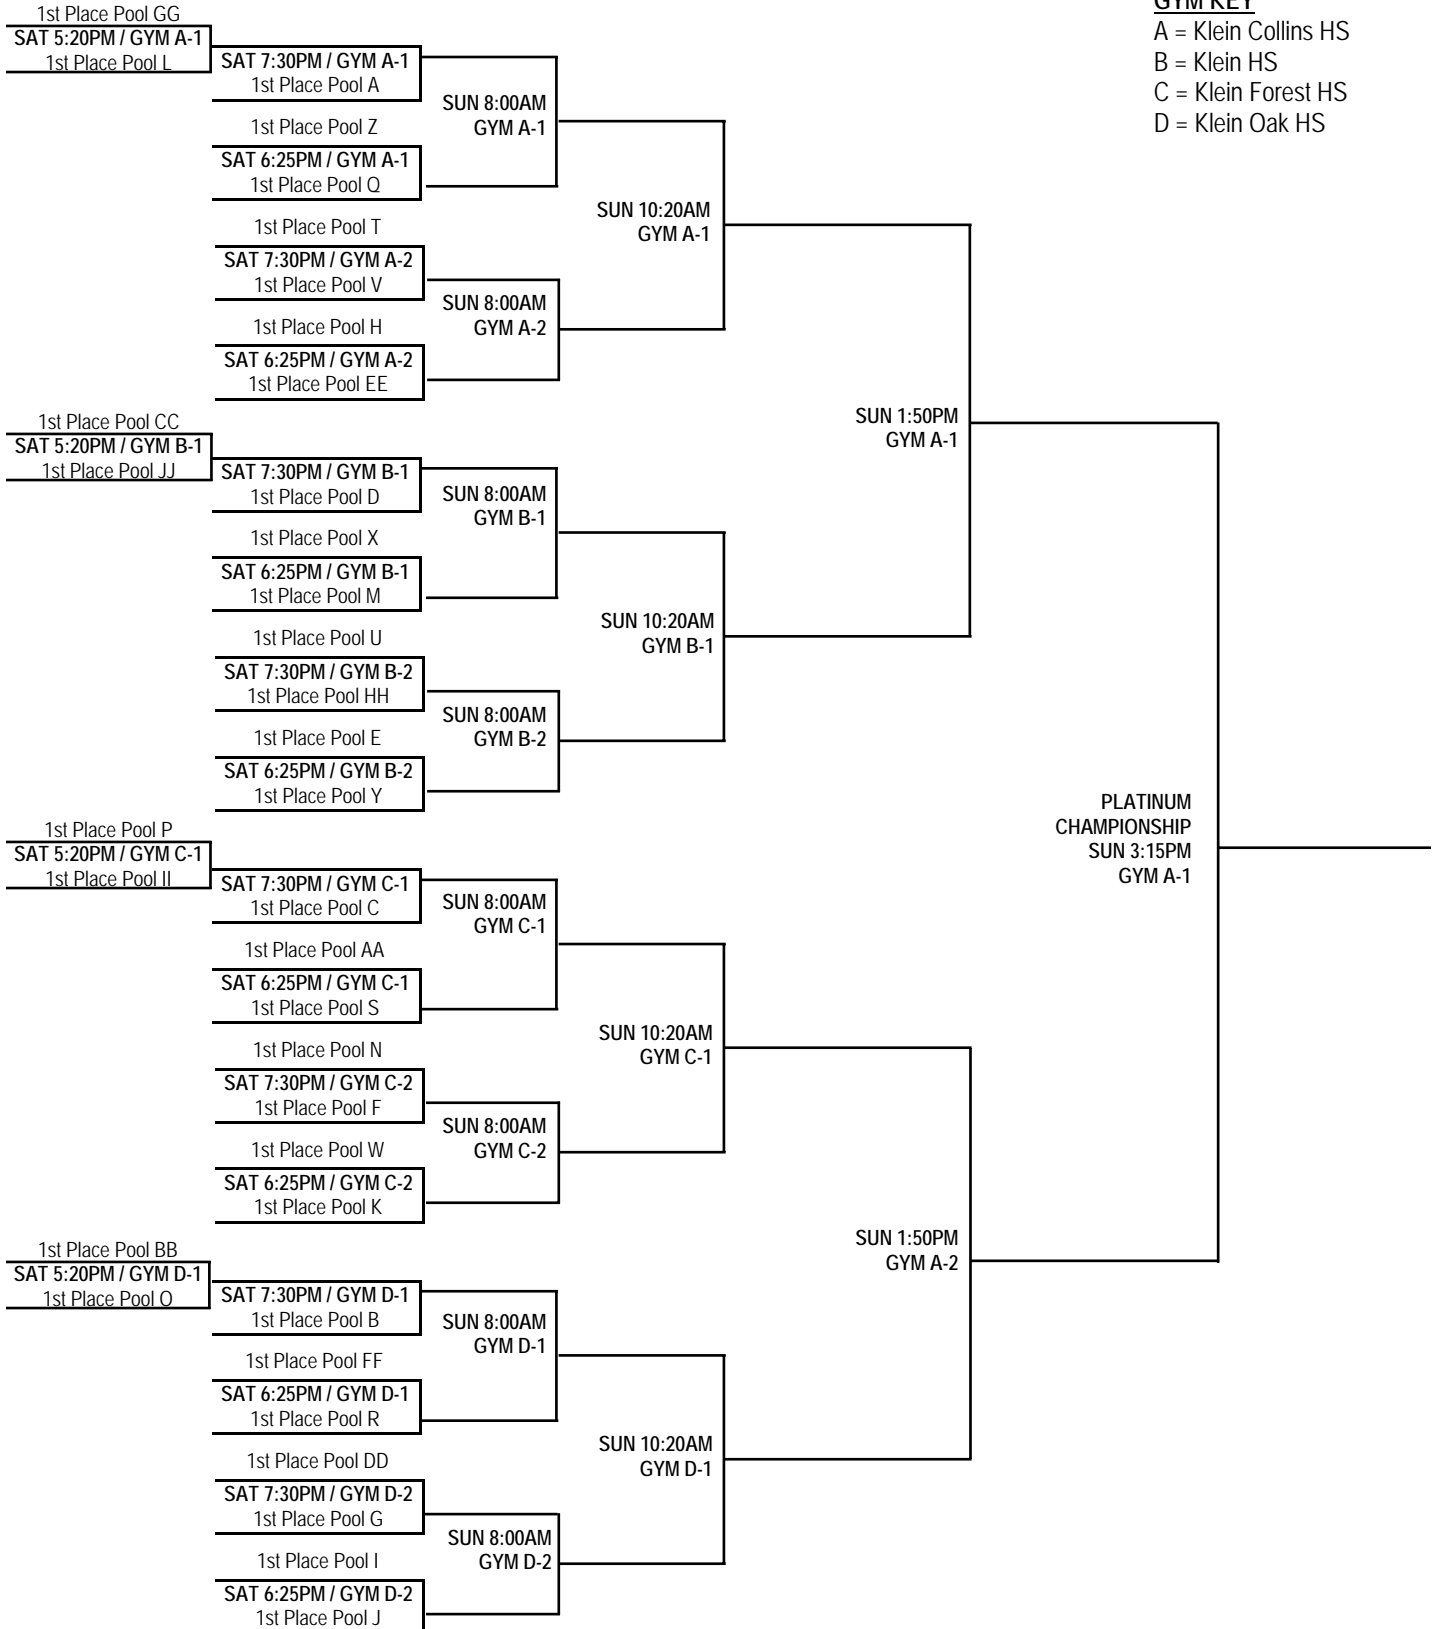 GYM KEY
A = Klein Collins HS
B = Klein HS
C = Klein Forest HS
D = Klein Oak HS
1st Place Pool GG
SAT 5:20PM / GYM A-1
1st Place Pool L
SAT 7:30PM / GYM A-1
1st Place Pool A
SUN 8:00AM
GYM A-1
1st Place Pool Z
SAT 6:25PM / GYM A-1
1st Place Pool Q
SUN 10:20AM
GYM A-1
1st Place Pool T
SAT 7:30PM / GYM A-2
1st Place Pool V
SUN 8:00AM
GYM A-2
1st Place Pool H
SAT 6:25PM / GYM A-2
1st Place Pool EE
SUN 1:50PM
GYM A-1
1st Place Pool CC
SAT 5:20PM / GYM B-1
1st Place Pool JJ
SAT 7:30PM / GYM B-1
1st Place Pool D
SUN 8:00AM
GYM B-1
1st Place Pool X
SAT 6:25PM / GYM B-1
1st Place Pool M
SUN 10:20AM
GYM B-1
1st Place Pool U
SAT 7:30PM / GYM B-2
1st Place Pool HH
SUN 8:00AM
GYM B-2
1st Place Pool E
SAT 6:25PM / GYM B-2
1st Place Pool Y
PLATINUM
CHAMPIONSHIP
SUN 3:15PM
GYM A-1
1st Place Pool P
SAT 5:20PM / GYM C-1
1st Place Pool II
SAT 7:30PM / GYM C-1
1st Place Pool C
SUN 8:00AM
GYM C-1
1st Place Pool AA
SAT 6:25PM / GYM C-1
1st Place Pool S
SUN 10:20AM
GYM C-1
1st Place Pool N
SAT 7:30PM / GYM C-2
1st Place Pool F
SUN 8:00AM
GYM C-2
1st Place Pool W
SAT 6:25PM / GYM C-2
1st Place Pool K
SUN 1:50PM
GYM A-2
1st Place Pool BB
SAT 5:20PM / GYM D-1
1st Place Pool O
SAT 7:30PM / GYM D-1
1st Place Pool B
SUN 8:00AM
GYM D-1
1st Place Pool FF
SAT 6:25PM / GYM D-1
1st Place Pool R
SUN 10:20AM
GYM D-1
1st Place Pool DD
SAT 7:30PM / GYM D-2
1st Place Pool G
SUN 8:00AM
GYM D-2
1st Place Pool I
SAT 6:25PM / GYM D-2
1st Place Pool J